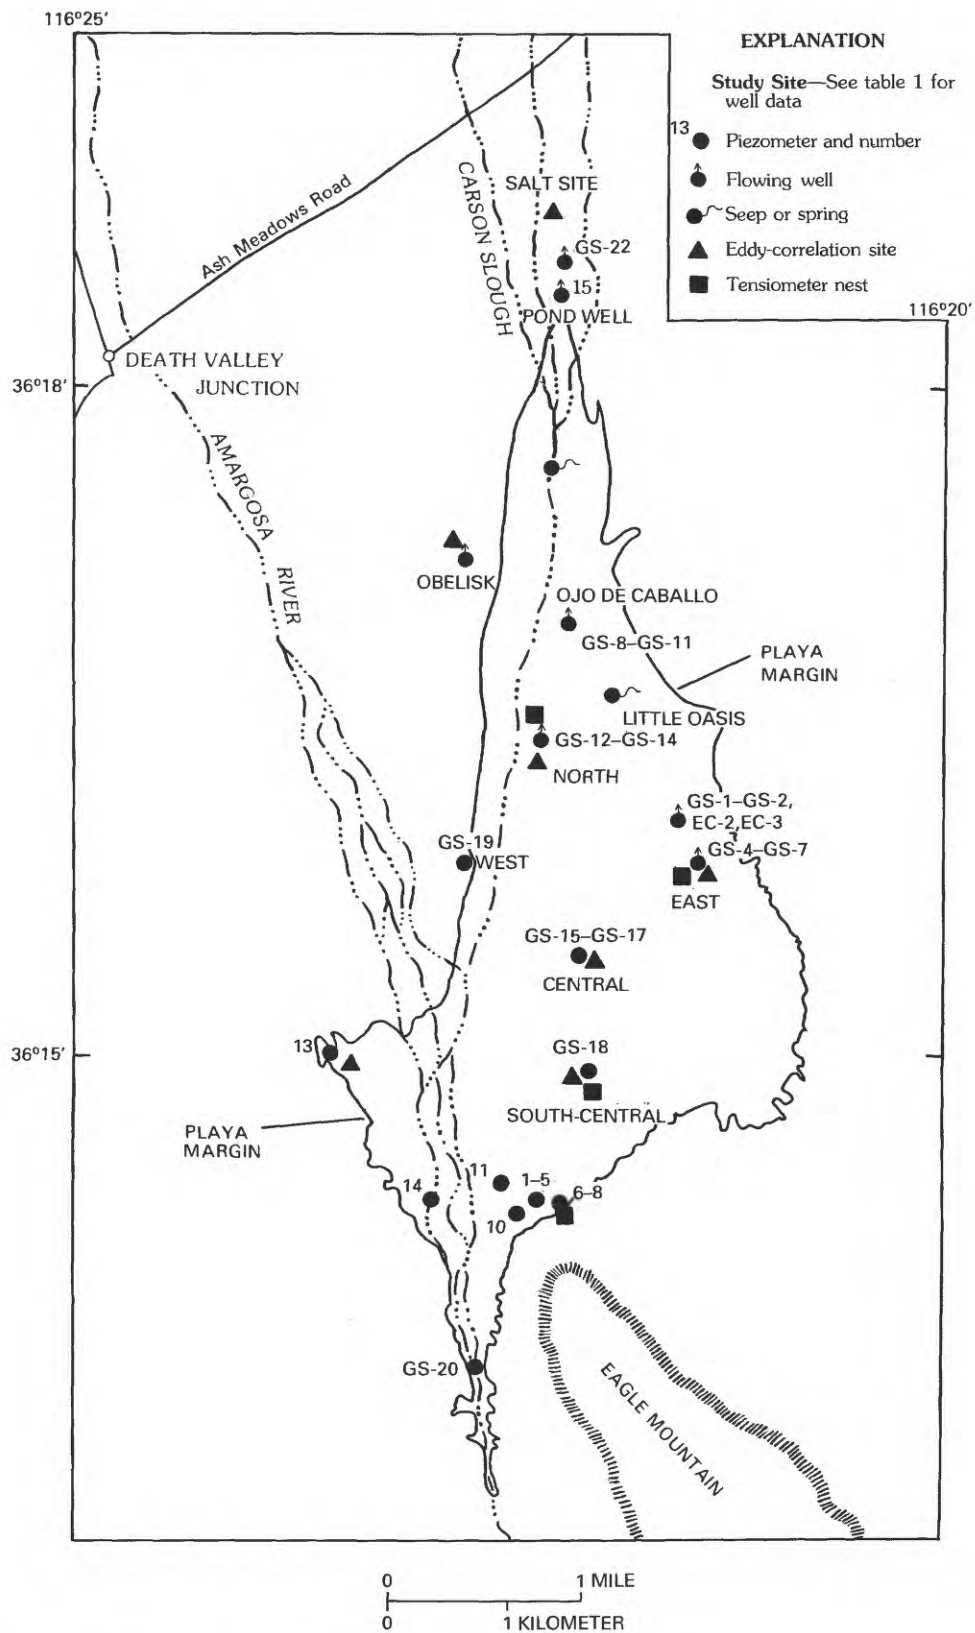 116°25′
EXPLANATION
Study Site—See table 1 for
well data
13
Piezometer and number
Flowing well
Seep or spring
Eddy-correlation site
Tensiometer nest
116°20′
Ash Meadows Road
CARSON SLOUGH
SALT SITE
GS-22
15
POND WELL
DEATH VALLEY
JUNCTION
36°18′
AMARGOSA
RIVER
OBELISK
OJO DE CABALLO
GS-8–GS-11
PLAYA
MARGIN
LITTLE OASIS
GS-12–GS-14
NORTH
GS-1–GS-2,
EC-2,EC-3
GS-19
WEST
GS-4–GS-7
EAST
GS-15–GS-17
CENTRAL
36°15′
13
GS-18
SOUTH-CENTRAL
PLAYA
MARGIN
11
1–5
6–8
14
10
GS-20
EAGLE MOUNTAIN
0
1 MILE
0
1 KILOMETER